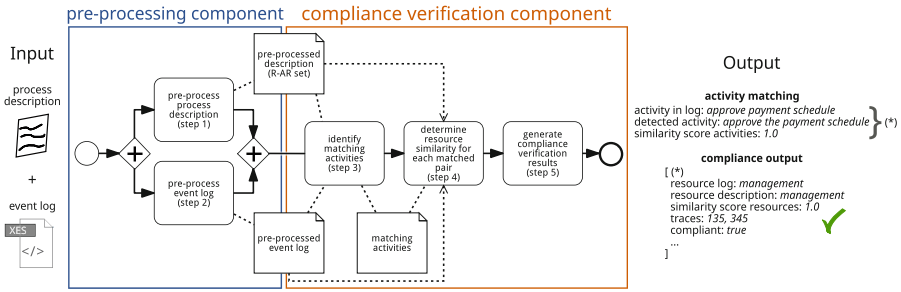 pre-processing component
compliance verification component
Input
process
description
+
event log
XES
</>
pre-process
process
description
(step 1)
pre-process
event log
(step 2)
pre-processed
description
(R-AR set)
identify
matching
activities
(step 3)
determine
resource
similarity for
each matched
pair
(step 4)
generate
compliance
verification
results
(step 5)
pre-processed
event log
matching
activities
Output
activity matching
activity in log: approve payment schedule
detected activity: approve the payment schedule
similarity score activities: 1.0
(*)
compliance output
[ (*)
resource log: management
resource description: management
similarity score resources: 1.0
traces: 135, 345
compliant: true
...
]